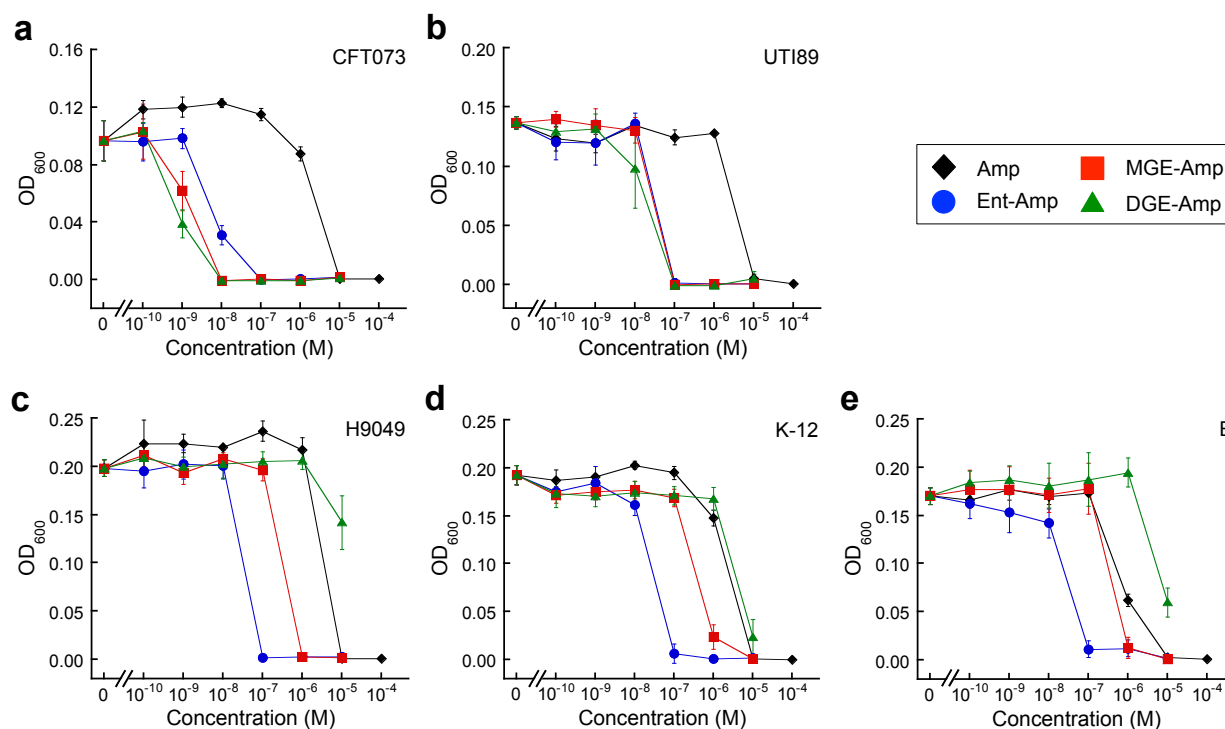 a
CFT073
0.16
0.12
0.08
0.04
0.00
OD600
0 10-10 10-9 10-8 10-7 10-6 10-5 10-4
Concentration (M)
b
UTI89
0.20
0.15
0.10
0.05
0.00
OD600
0 10-10 10-9 10-8 10-7 10-6 10-5 10-4
Concentration (M)
Amp MGE-Amp
Ent-Amp DGE-Amp
c
H9049
0.25
0.20
0.15
0.10
0.05
0.00
OD600
0 10-10 10-9 10-8 10-7 10-6 10-5 10-4
Concentration (M)
d
K-12
0.25
0.20
0.15
0.10
0.05
0.00
OD600
0 10-10 10-9 10-8 10-7 10-6 10-5 10-4
Concentration (M)
e
0.25
0.20
0.15
0.10
0.05
0.00
OD600
0 10-10 10-9 10-8 10-7 10-6 10-5 10-4
Concentration (M)